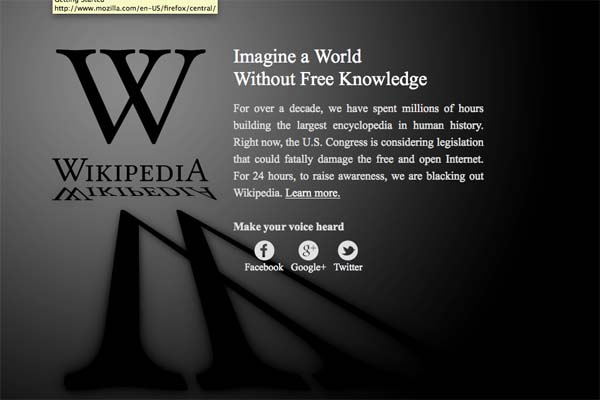 Getting Started
http://www.mozilla.com/en-US/firefox/central/
W
WIKIPEDIA
WIKIPEDIA
Imagine a World
Without Free Knowledge
For over a decade, we have spent millions of hours
building the largest encyclopedia in human history.
Right now, the U.S. Congress is considering legislation
that could fatally damage the free and open Internet.
For 24 hours, to raise awareness, we are blacking out
Wikipedia. Learn more.
Make your voice heard
Facebook Google+ Twitter